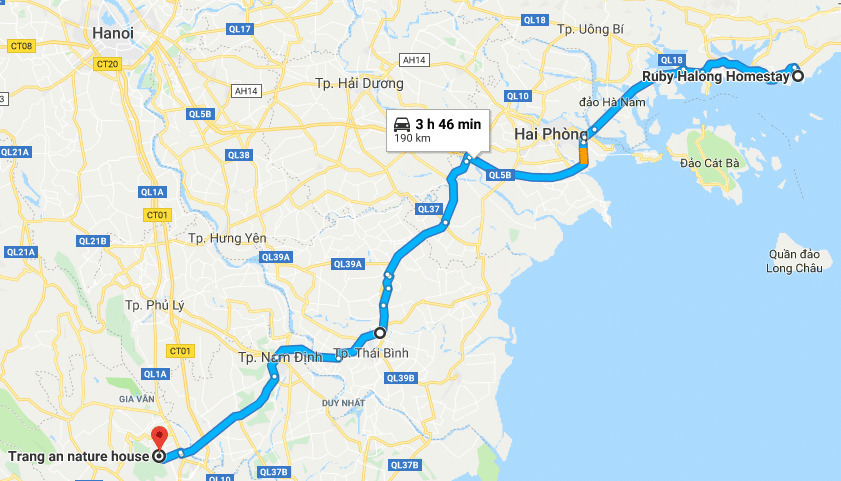 QL18
Tp. Uông Bí
QL17
Hanoi
CT08
AH14
CT20
QL18
Ruby Halong Homestay
Tp. Hải Dương
AH14
QL10
đảo Hà Nam
3
QL5B
3 h 46 min
190 km
Hai Phòng
QL21A
QL38
Đảo Cát Bà
QL5B
QL1A
CT01
QL37
Tp. Hưng Yên
QL21B
QL21A
QL39A
QL39A
Quần đảo
Long Châu
Tp. Phủ Lý
CT01
Tp. Nam Định
Tp. Thái Bình
QL1A
QL39B
GIA VÂN
DUY NHẤT
Trang an nature house
QL10
QL37B
QL37B